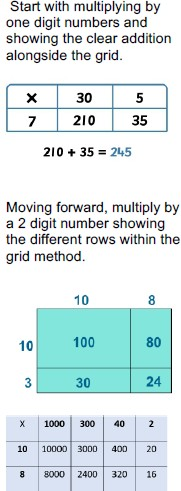 Start with multiplying by
one digit numbers and
showing the clear addition
alongside the grid.
× 30 5
7 210 35
210 + 35 = 245
Moving forward, multiply by
a 2 digit number showing
the different rows within the
grid method.
10 8
10 100 80
3 30 24
X 1000 300 40 2
10 10000 3000 400 20
8 8000 2400 320 16